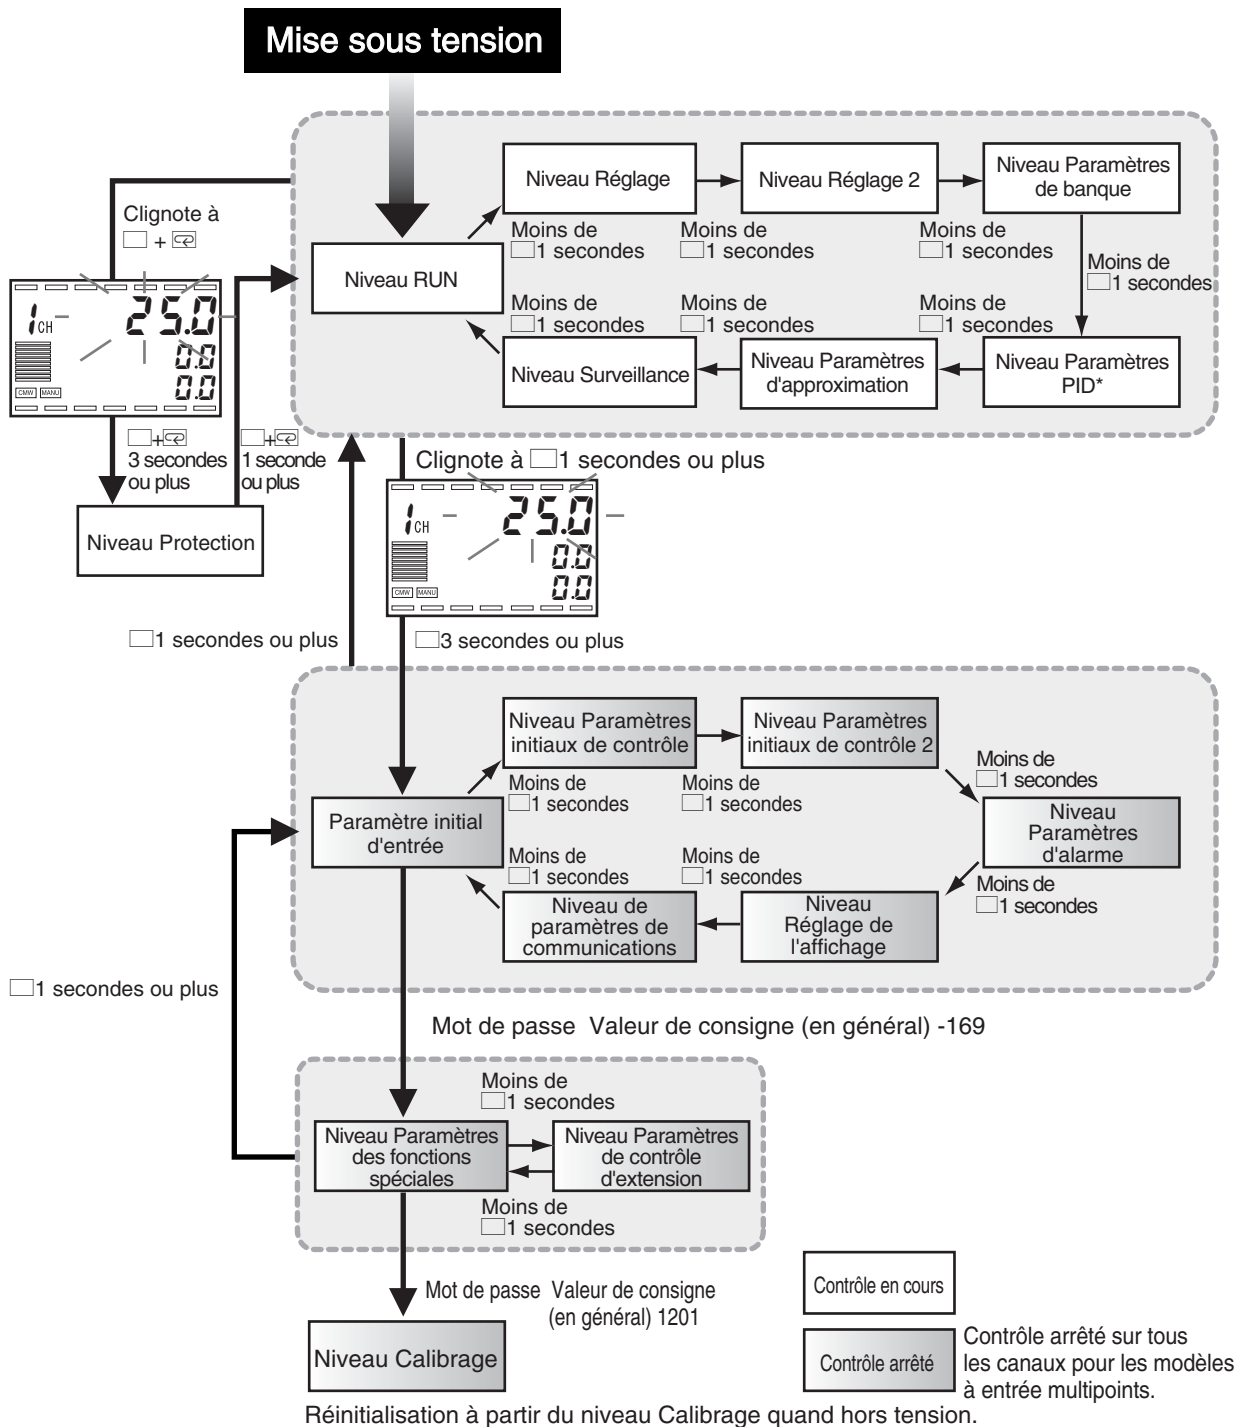 Mise sous tension
Niveau Réglage
Niveau Réglage 2
Niveau Paramètres
de banque
Clignote à
+
Moins de
1 secondes
Moins de
1 secondes
Moins de
1 secondes
Niveau RUN
Moins de
1 secondes
Moins de
1 secondes
Moins de
1 secondes
Moins de
1 secondes
1CH
25.0
0.0
0.0
CMW MANU
Niveau Surveillance
Niveau Paramètres
d'approximation
Niveau Paramètres
PID*
+
3 secondes
ou plus
+
1 seconde
ou plus
Niveau Protection
Clignote à 1 secondes ou plus
1CH
25.0
0.0
0.0
CMW MANU
1 secondes ou plus
3 secondes ou plus
Niveau Paramètres
initiaux de contrôle
Niveau Paramètres
initiaux de contrôle 2
Moins de
1 secondes
Moins de
1 secondes
Moins de
1 secondes
Paramètre initial
d'entrée
Niveau
Paramètres
d'alarme
Moins de
1 secondes
Moins de
1 secondes
Moins de
1 secondes
Niveau de
paramètres de
communications
Niveau
Réglage de
l'affichage
1 secondes ou plus
Mot de passe Valeur de consigne (en général) -169
Moins de
1 secondes
Niveau Paramètres
des fonctions
spéciales
Niveau Paramètres
de contrôle
d'extension
Moins de
1 secondes
Mot de passe Valeur de consigne
(en général) 1201
Niveau Calibrage
Contrôle en cours
Contrôle arrêté
Contrôle arrêté sur tous
les canaux pour les modèles
à entrée multipoints.
Réinitialisation à partir du niveau Calibrage quand hors tension.